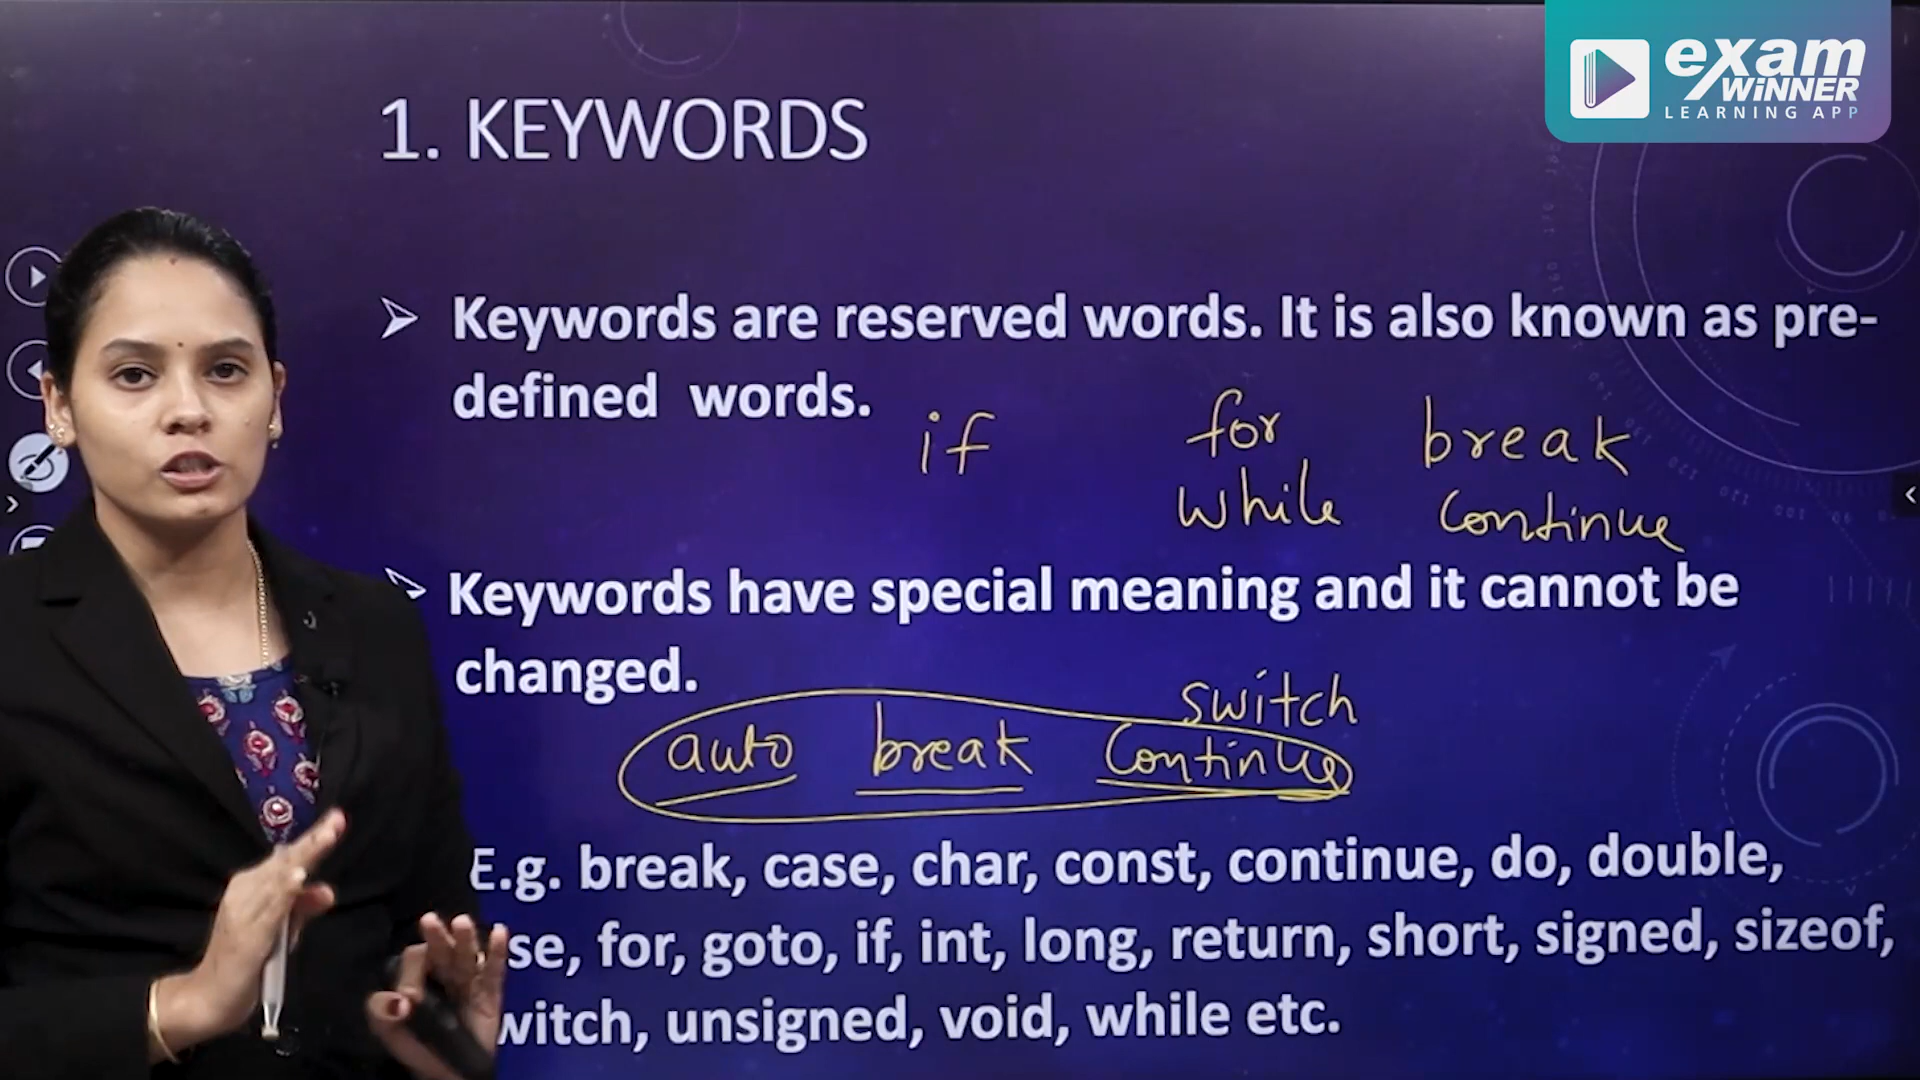 exam
WiNNER
LEARNING APP
1. KEYWORDS
Keywords are reserved words. It is also known as pre-
defined words.
if for break
while continue
Keywords have special meaning and it cannot be
changed.
switch
auto break continue
E.g. break, case, char, const, continue, do, double,
for, goto, if, int, long, return, short, signed, sizeof,
unsigned, void, while etc.